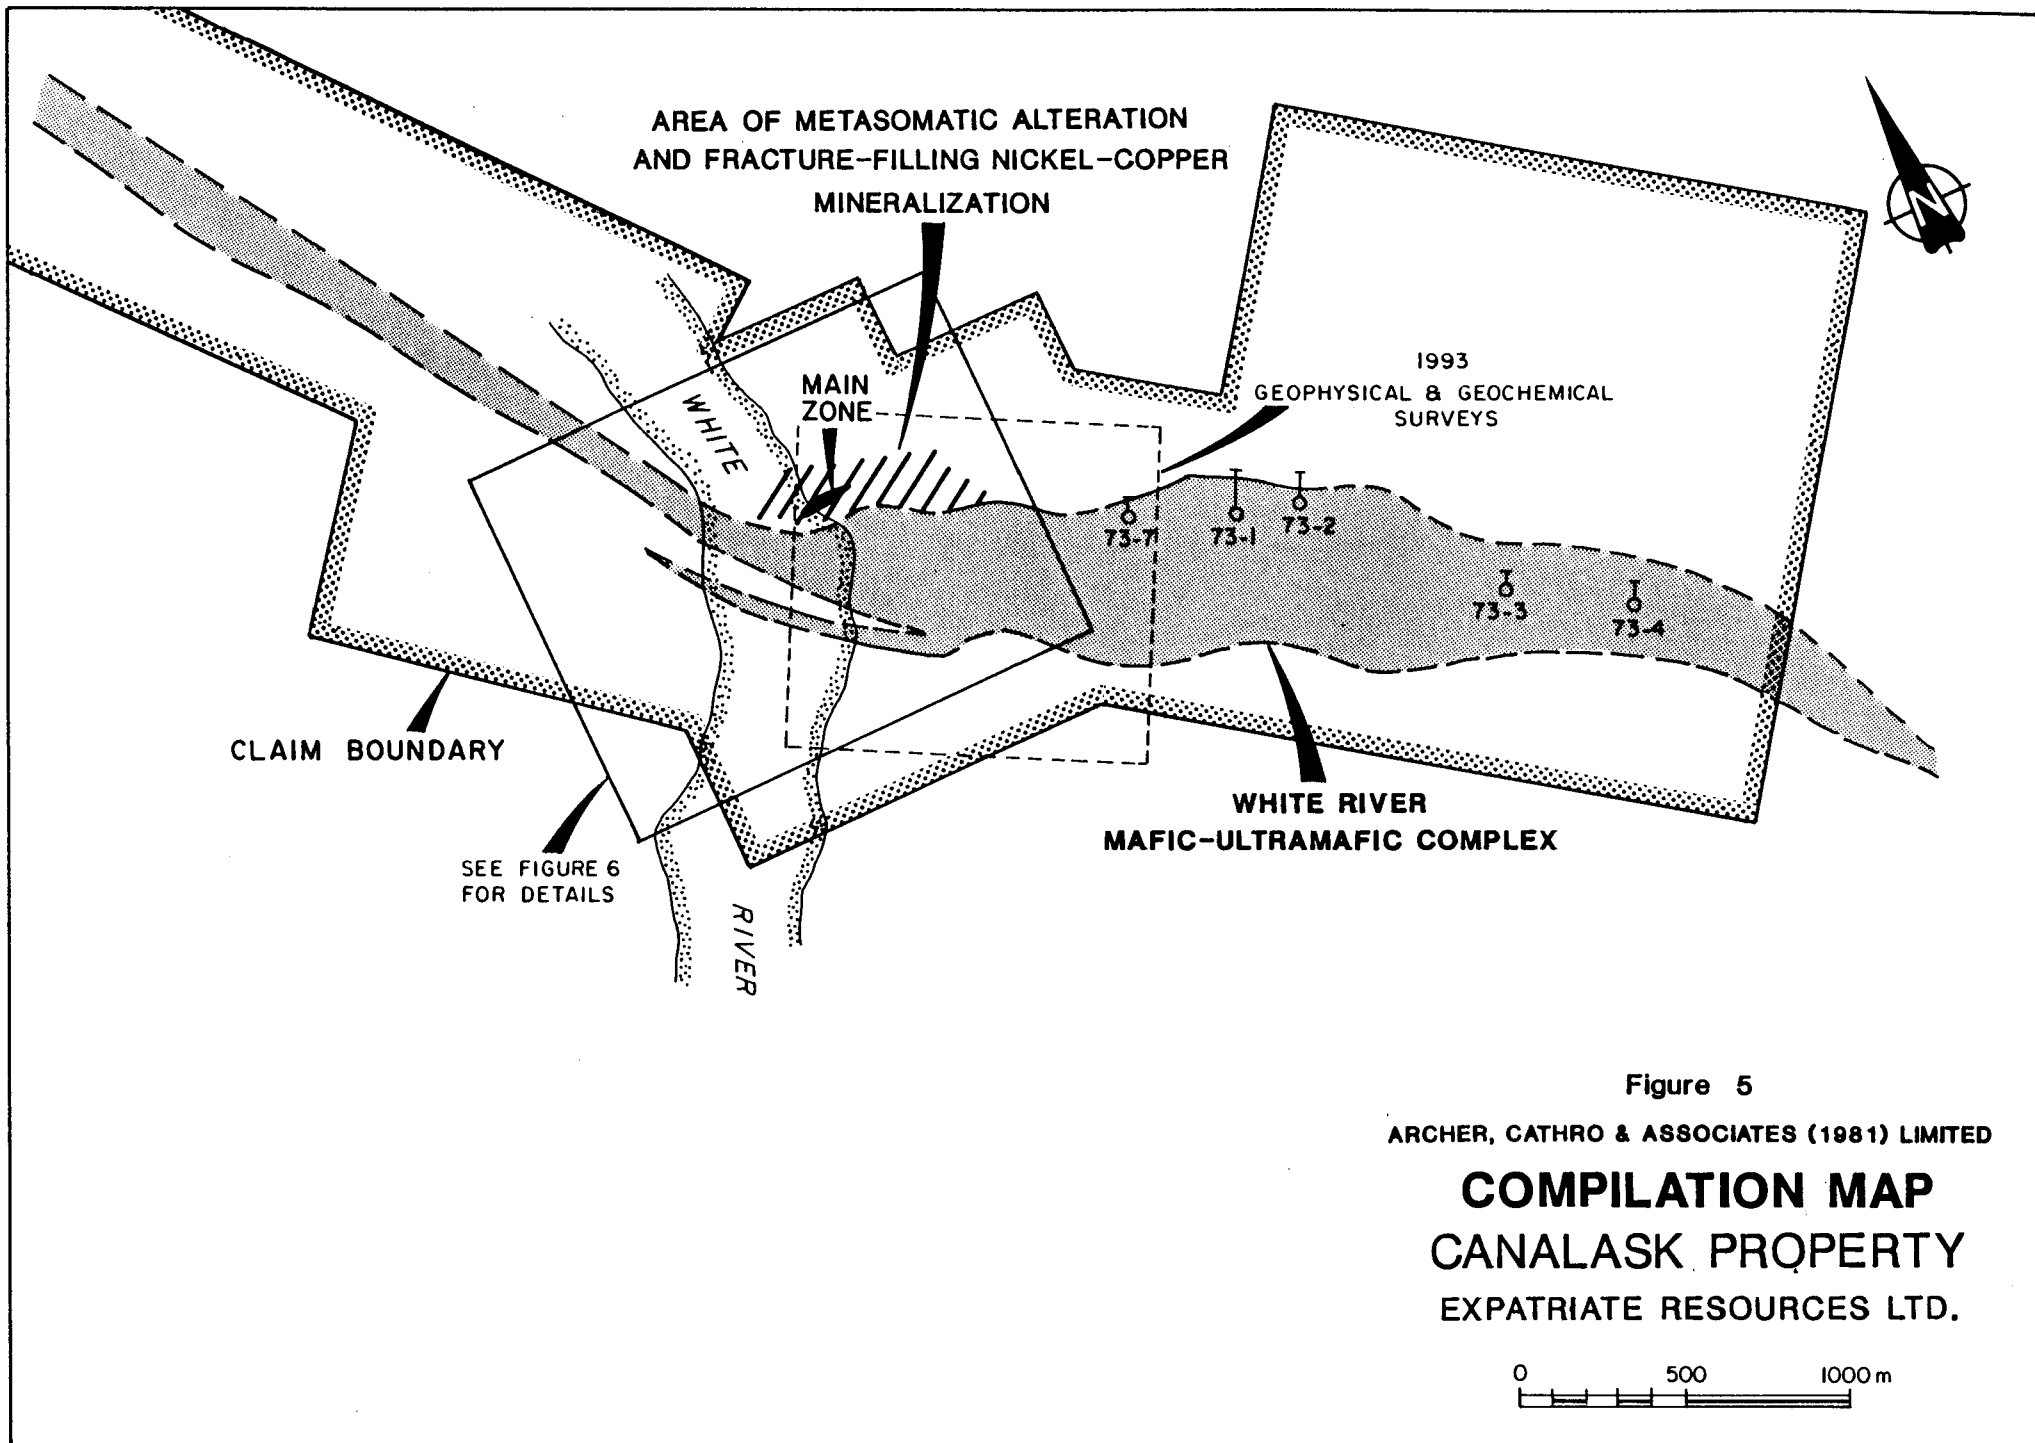 AREA OF METASOMATIC ALTERATION
AND FRACTURE-FILLING NICKEL-COPPER
MINERALIZATION
N
1993
GEOPHYSICAL & GEOCHEMICAL
SURVEYS
MAIN
ZONE
WHITE
73-7
73-1
73-2
73-3
73-4
CLAIM BOUNDARY
WHITE RIVER
MAFIC-ULTRAMAFIC COMPLEX
SEE FIGURE 6
FOR DETAILS
RIVER
Figure 5
ARCHER, CATHRO & ASSOCIATES (1981) LIMITED
COMPILATION MAP
CANALASK PROPERTY
EXPATRIATE RESOURCES LTD.
0 500 1000 m